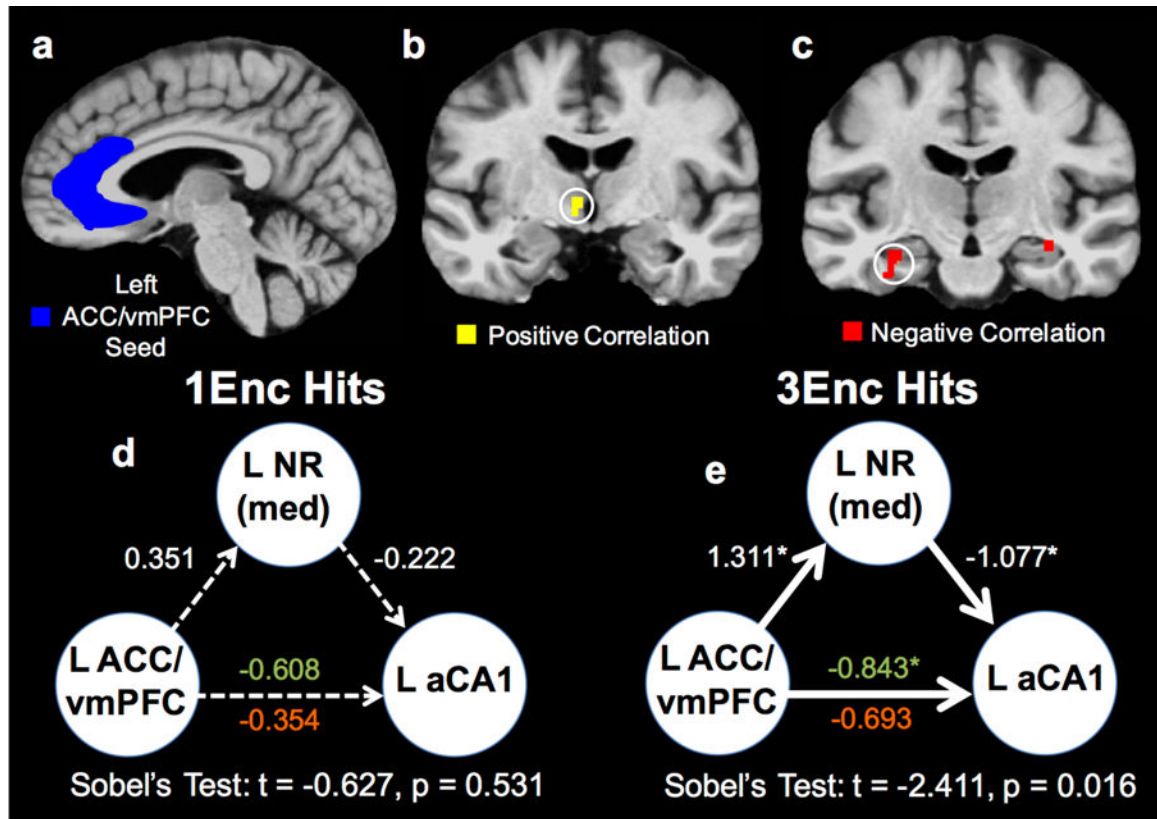 a
b
c
Left
ACC/vmPFC
Seed
Positive Correlation
Negative Correlation
1Enc Hits
3Enc Hits
d
L NR
(med)
0.351
-0.222
L ACC/
vmPFC
-0.608
-0.354
L aCA1
Sobel's Test: t = -0.627, p = 0.531
e
L NR
(med)
1.311*
-1.077*
L ACC/
vmPFC
-0.843*
-0.693
L aCA1
Sobel's Test: t = -2.411, p = 0.016